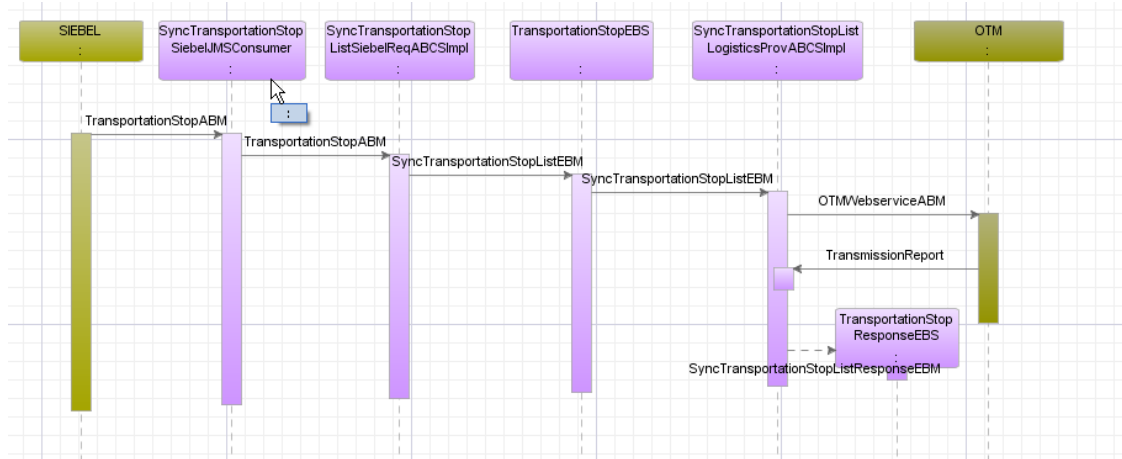 SIEBEL
:
SyncTransportationStop
SiebelJMSConsumer
:
SyncTransportationStop
ListSiebelReqABCSImpl
:
TransportationStopEBS
:
SyncTransportationStopList
LogisticsProvABCSImpl
:
OTM
:
:
TransportationStopABM
TransportationStopABM
SyncTransportationStopListEBM
SyncTransportationStopListEBM
OTMWebserviceABM
TransmissionReport
TransportationStop
ResponseEBS
:
SyncTransportationStopListResponseEBM